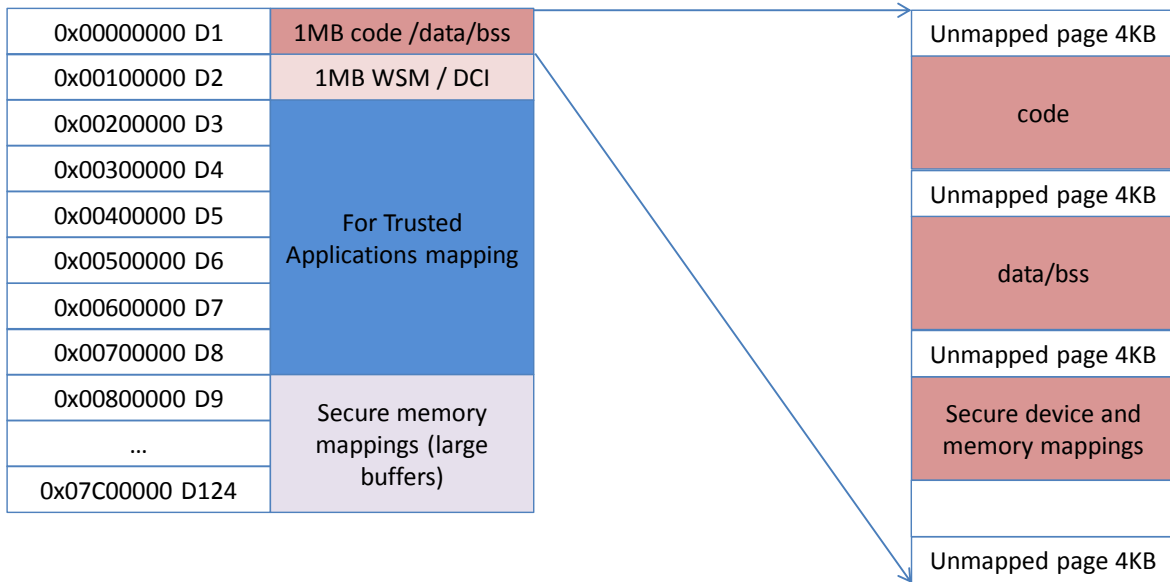 0x00000000 D1
1MB code /data/bss
0x00100000 D2
1MB WSM / DCI
0x00200000 D3
0x00300000 D4
0x00400000 D5
0x00500000 D6
0x00600000 D7
0x00700000 D8
For Trusted
Applications mapping
0x00800000 D9
...
0x07C00000 D124
Secure memory
mappings (large
buffers)
Unmapped page 4KB
code
Unmapped page 4KB
data/bss
Unmapped page 4KB
Secure device and
memory mappings
Unmapped page 4KB